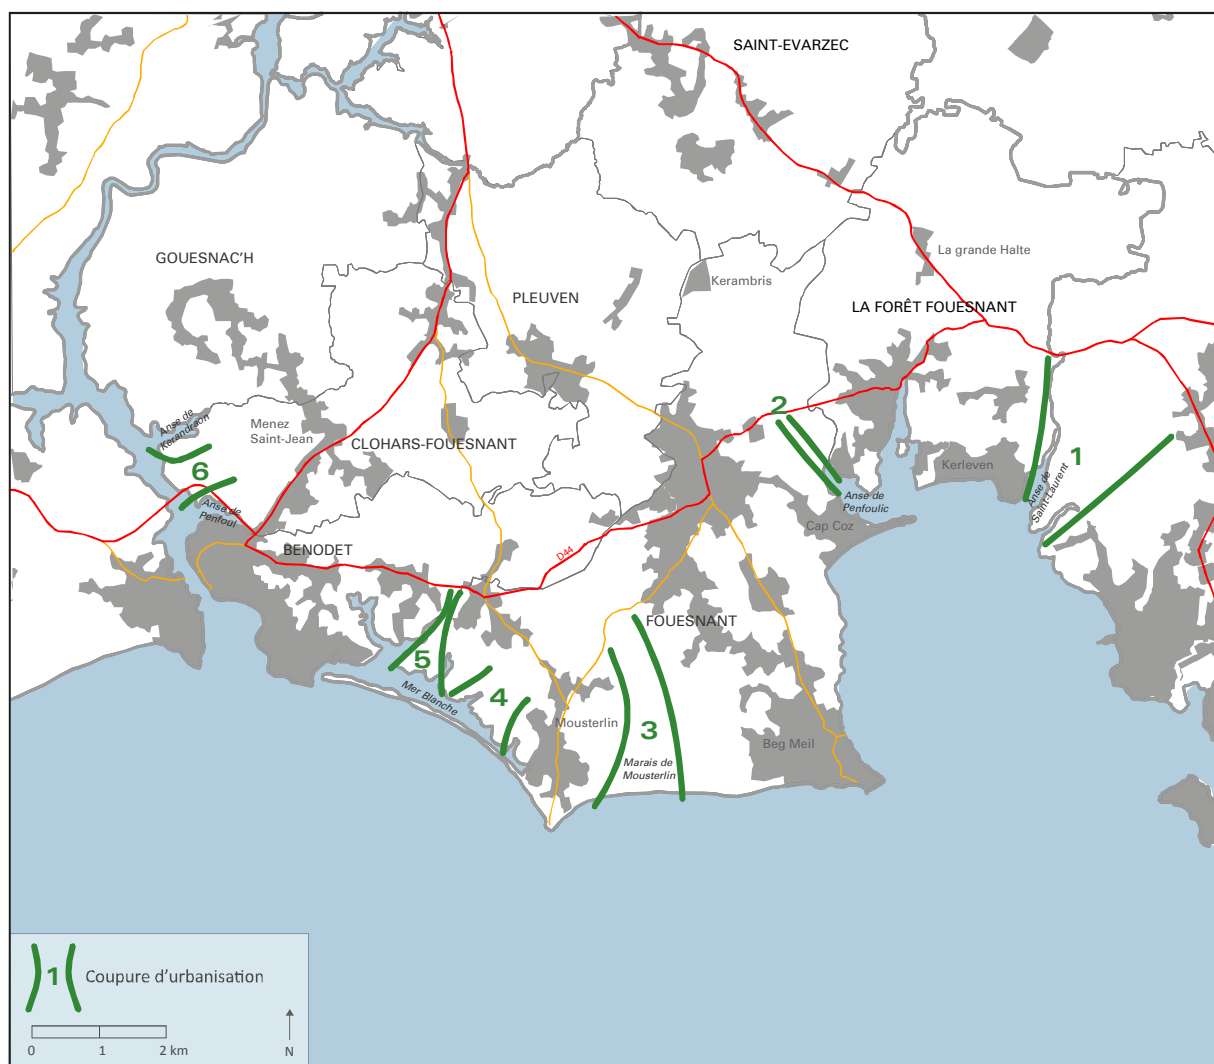 SAINT-EVARZEC
La grande Halte
GOUESNAC'H
Kerambris
PLEUVEN
LA FORÊT FOUESNANT
2
Anse de
Kerandraon
Menez
Saint-Jean
CLOHARS-FOUESNANT
1
Kerleven
6
Anse de
Penfoul
Anse de
Saint-Laurent
Anse de
Penfoulic
Cap Coz
BENODET
D44
FOUESNANT
5
Mer Blanche
4
Mousterlin
3
Beg Meil
Marais de
Mousterlin
1
Coupure d'urbanisation
0 1 2 km
N